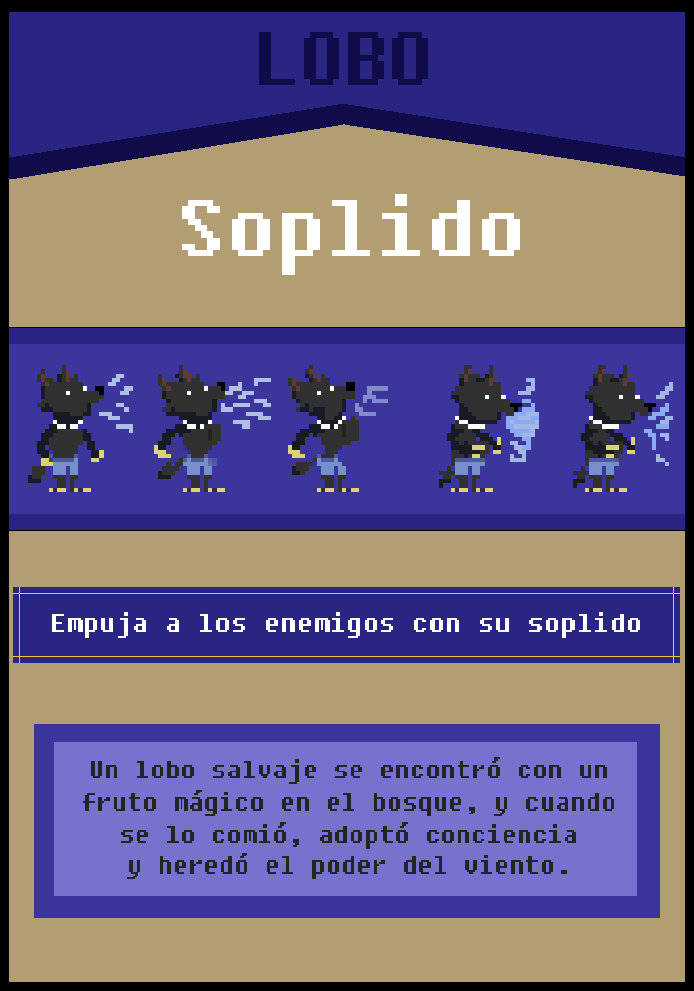 LOBO
Soplido
Empuja a los enemigos con su soplido
Un lobo salvaje se encontró con un
fruto mágico en el bosque, y cuando
se lo comió, adoptó conciencia
y heredó el poder del viento.